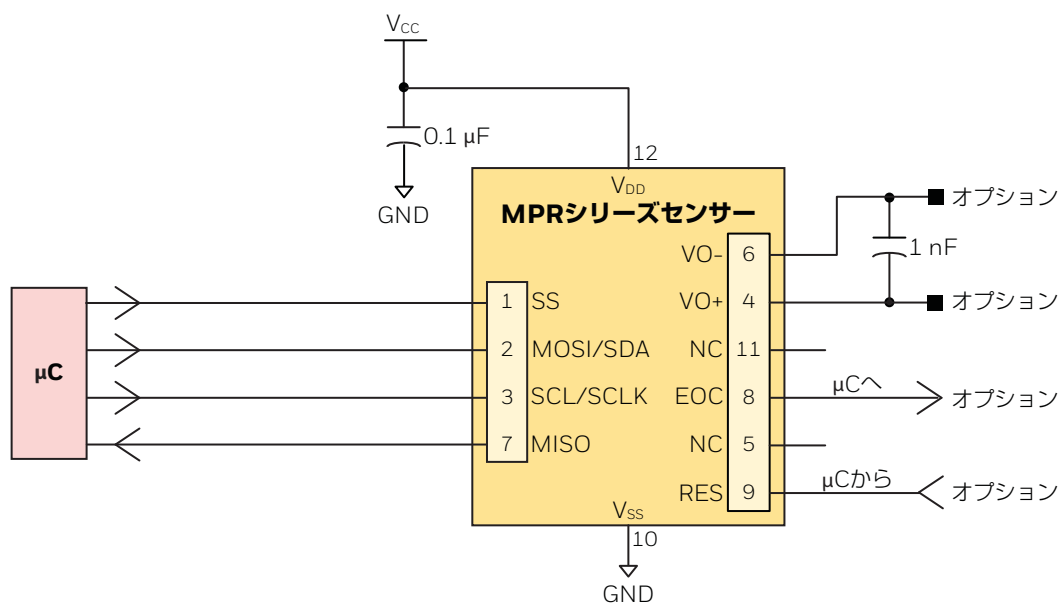 VCC
0.1 µF
GND
12
VDD
MPRシリーズセンサー
µC
1 SS
2 MOSI/SDA
3 SCL/SCLK
7 MISO
VO- 6
VO+ 4
NC 11
EOC 8
NC 5
RES 9
オプション
1 nF
オプション
µCへ
オプション
µCから
オプション
VSS
10
GND